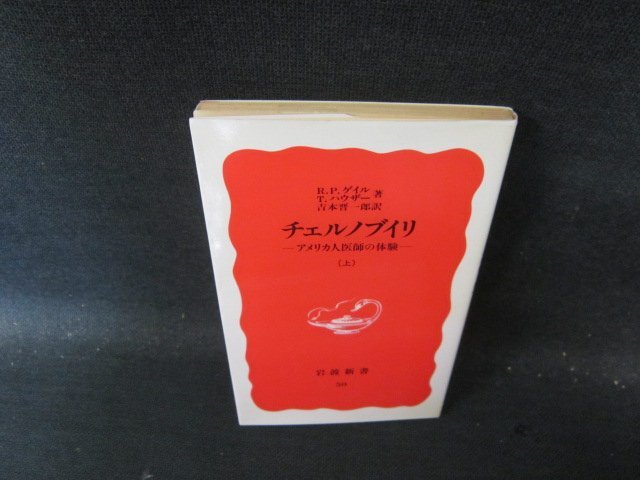 R.P.ゲイル
T.ハウザー 著
吉本晋一郎訳
チェルノブイリ
―アメリカ人医師の体験―
(上)
岩波新書
50